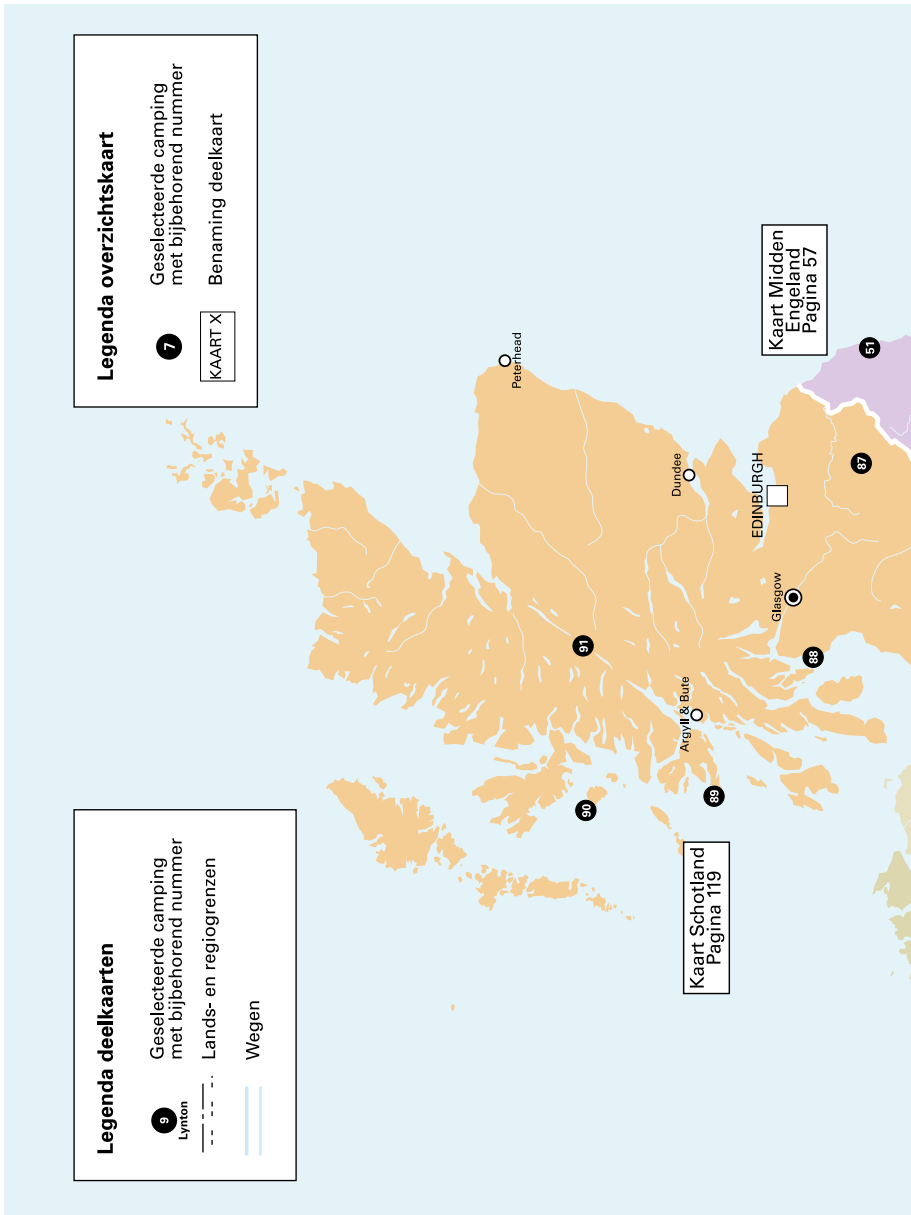 Legenda deelkaarten
9
Lynton
Geselecteerde camping
met bijbehorend nummer
Lands- en regiogrenzen
Wegen
Legenda overzichtskaart
7
Geselecteerde camping
met bijbehorend nummer
KAART X
Benaming deelkaart
Peterhead
91
90
Dundee
Argyll & Bute
89
Kaart Schotland
Pagina 119
EDINBURGH
Glasgow
88
Kaart Midden
Engeland
Pagina 57
87
51